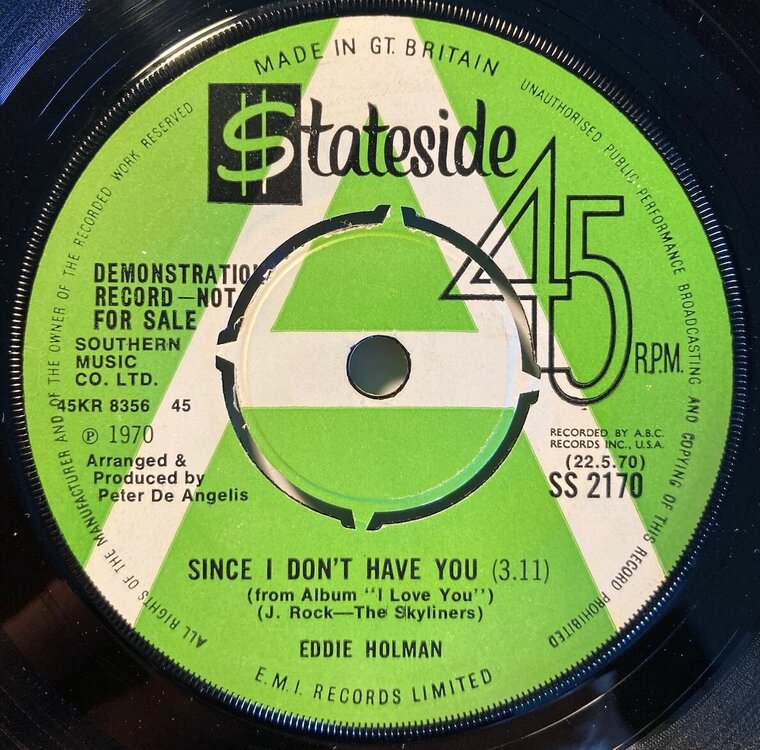 MADE IN GT. BRITAIN
$tateside
45
R.P.M.
DEMONSTRATION
RECORD—NOT
FOR SALE
SOUTHERN
MUSIC
CO. LTD.
45KR 8356 45
Ⓟ 1970
Arranged &
Produced by
Peter De Angelis
RECORDED BY A.B.C.
RECORDS INC., U.S.A.
(22.5.70)
SS 2170
SINCE I DON'T HAVE YOU (3.11)
(from Album "I Love You")
(J. Rock—The Skyliners)
EDDIE HOLMAN
E.M.I. RECORDS LIMITED
ALL RIGHTS OF THE MANUFACTURER AND OF THE OWNER OF THE RECORDED WORK RESERVED
UNAUTHORISED PUBLIC PERFORMANCE BROADCASTING AND COPYING OF THIS RECORD PROHIBITED